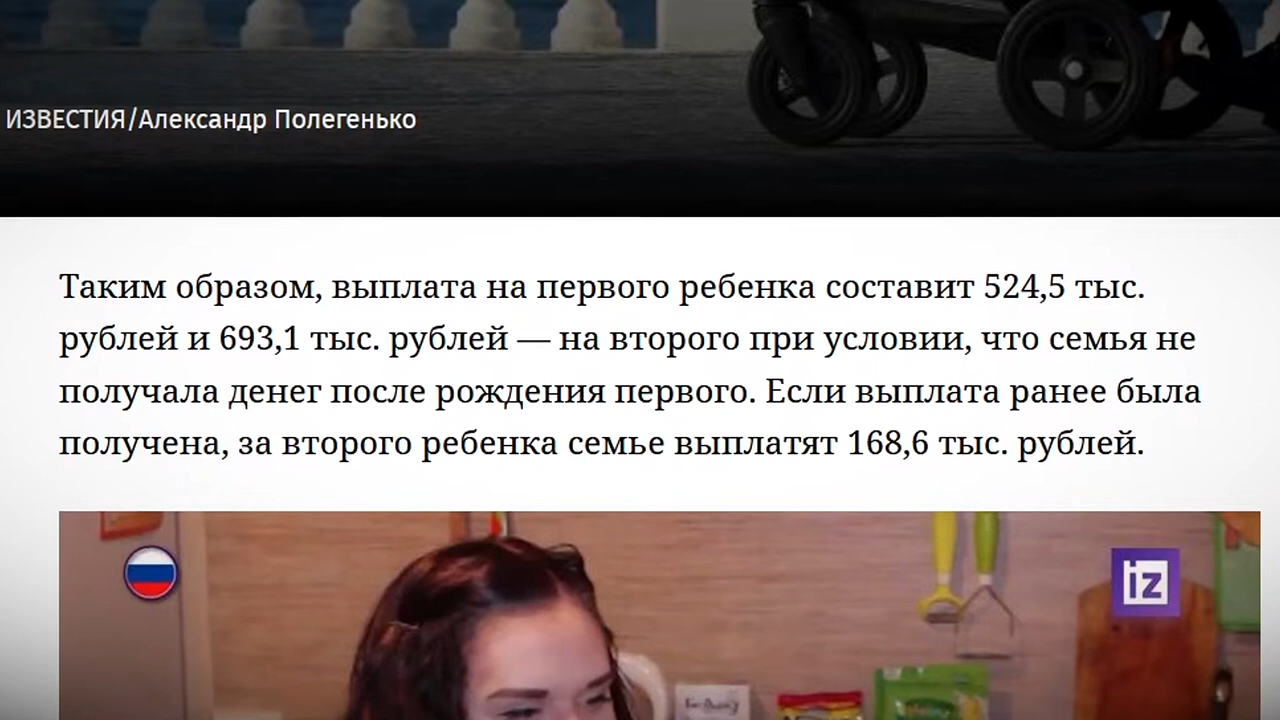 ИЗВЕСТИЯ/Александр Полегенько
Таким образом, выплата на первого ребенка составит 524,5 тыс.
рублей и 693,1 тыс. рублей — на второго при условии, что семья не
получала денег после рождения первого. Если выплата ранее была
получена, за второго ребенка семье выплатят 168,6 тыс. рублей.
iz